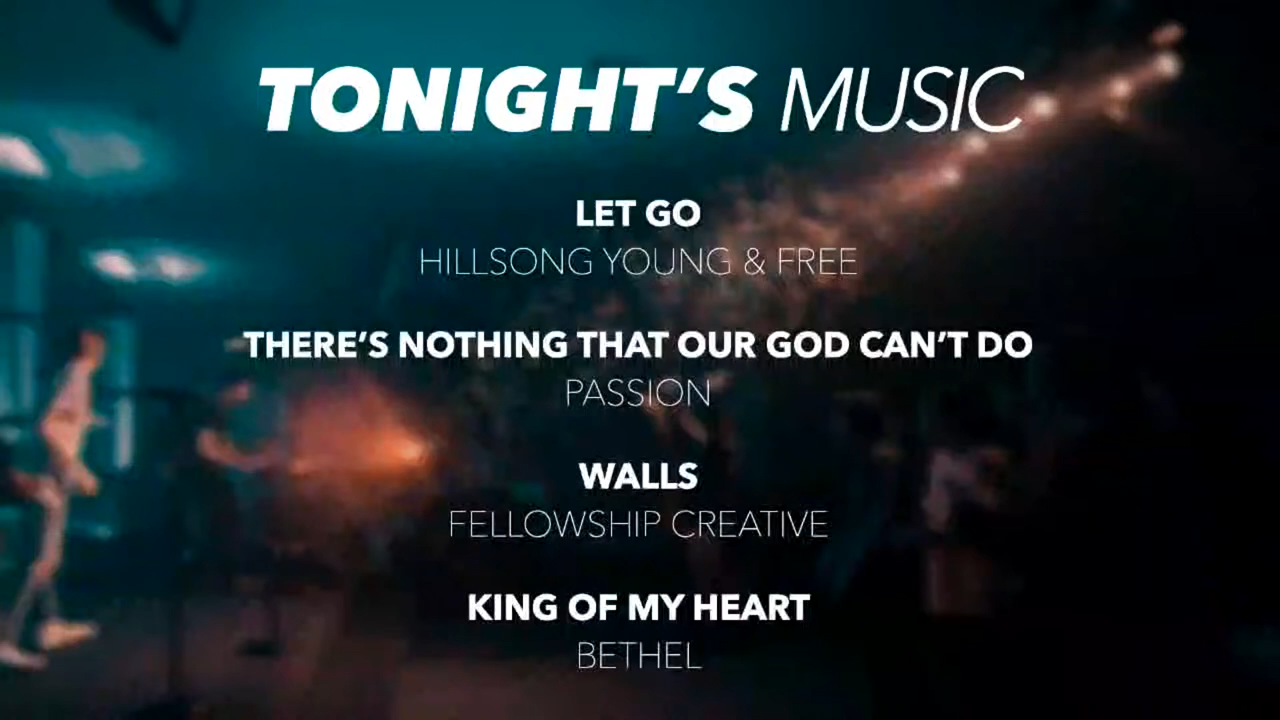 TONIGHT'S MUSIC
LET GO
HILLSONG YOUNG & FREE
THERE'S NOTHING THAT OUR GOD CAN'T DO
PASSION
WALLS
FELLOWSHIP CREATIVE
KING OF MY HEART
BETHEL